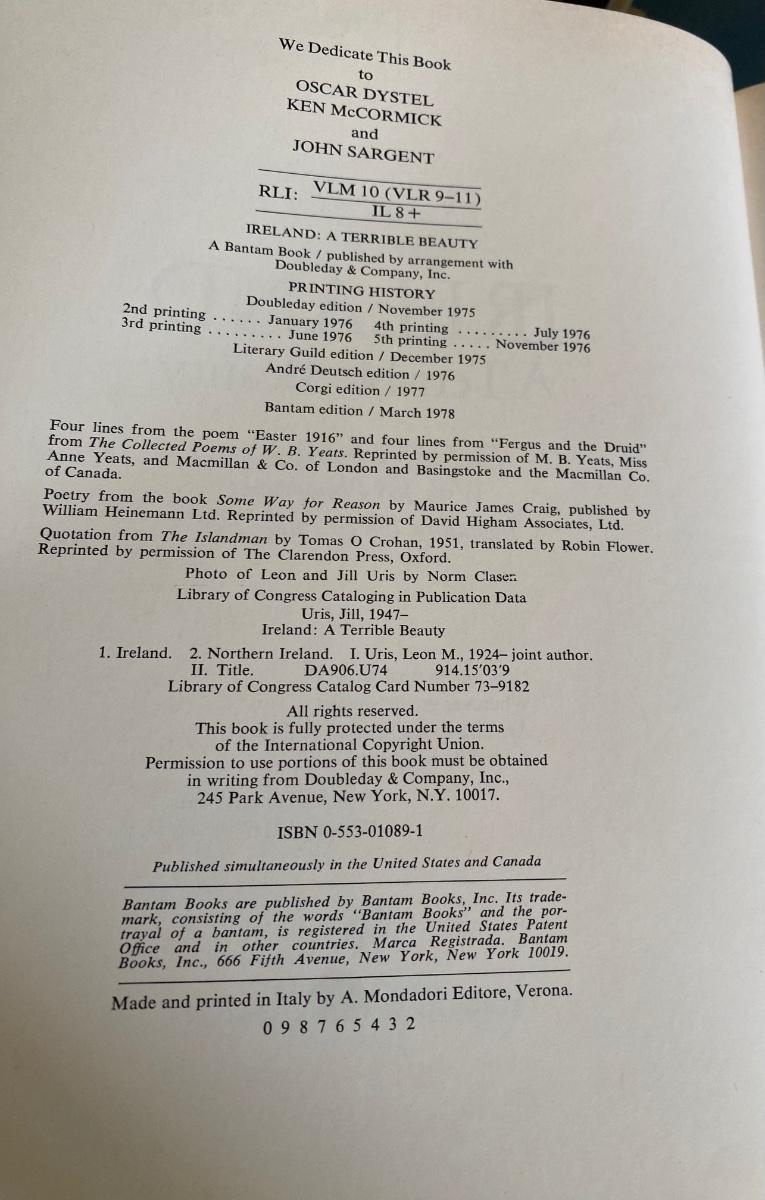 We Dedicate This Book
to
OSCAR DYSTEL
KEN McCORMICK
and
JOHN SARGENT
RLI: VLM 10 (VLR 9–11)
IL 8+
IRELAND: A TERRIBLE BEAUTY
A Bantam Book / published by arrangement with
Doubleday & Company, Inc.
PRINTING HISTORY
Doubleday edition / November 1975
2nd printing ...... January 1976 4th printing ......... July 1976
3rd printing ......... June 1976 5th printing ..... November 1976
Literary Guild edition / December 1975
André Deutsch edition / 1976
Corgi edition / 1977
Bantam edition / March 1978
Four lines from the poem "Easter 1916" and four lines from "Fergus and the Druid"
from The Collected Poems of W. B. Yeats. Reprinted by permission of M. B. Yeats, Miss
Anne Yeats, and Macmillan & Co. of London and Basingstoke and the Macmillan Co.
of Canada.
Poetry from the book Some Way for Reason by Maurice James Craig, published by
William Heinemann Ltd. Reprinted by permission of David Higham Associates, Ltd.
Quotation from The Islandman by Tomas O Crohan, 1951, translated by Robin Flower.
Reprinted by permission of The Clarendon Press, Oxford.
Photo of Leon and Jill Uris by Norm Clasen
Library of Congress Cataloging in Publication Data
Uris, Jill, 1947–
Ireland: A Terrible Beauty
1. Ireland. 2. Northern Ireland. I. Uris, Leon M., 1924– joint author.
II. Title. DA906.U74 914.15'03'9
Library of Congress Catalog Card Number 73–9182
All rights reserved.
This book is fully protected under the terms
of the International Copyright Union.
Permission to use portions of this book must be obtained
in writing from Doubleday & Company, Inc.,
245 Park Avenue, New York, N.Y. 10017.
ISBN 0-553-01089-1
Published simultaneously in the United States and Canada
Bantam Books are published by Bantam Books, Inc. Its trade-
mark, consisting of the words "Bantam Books" and the por-
trayal of a bantam, is registered in the United States Patent
Office and in other countries. Marca Registrada. Bantam
Books, Inc., 666 Fifth Avenue, New York, New York 10019.
Made and printed in Italy by A. Mondadori Editore, Verona.
0 9 8 7 6 5 4 3 2